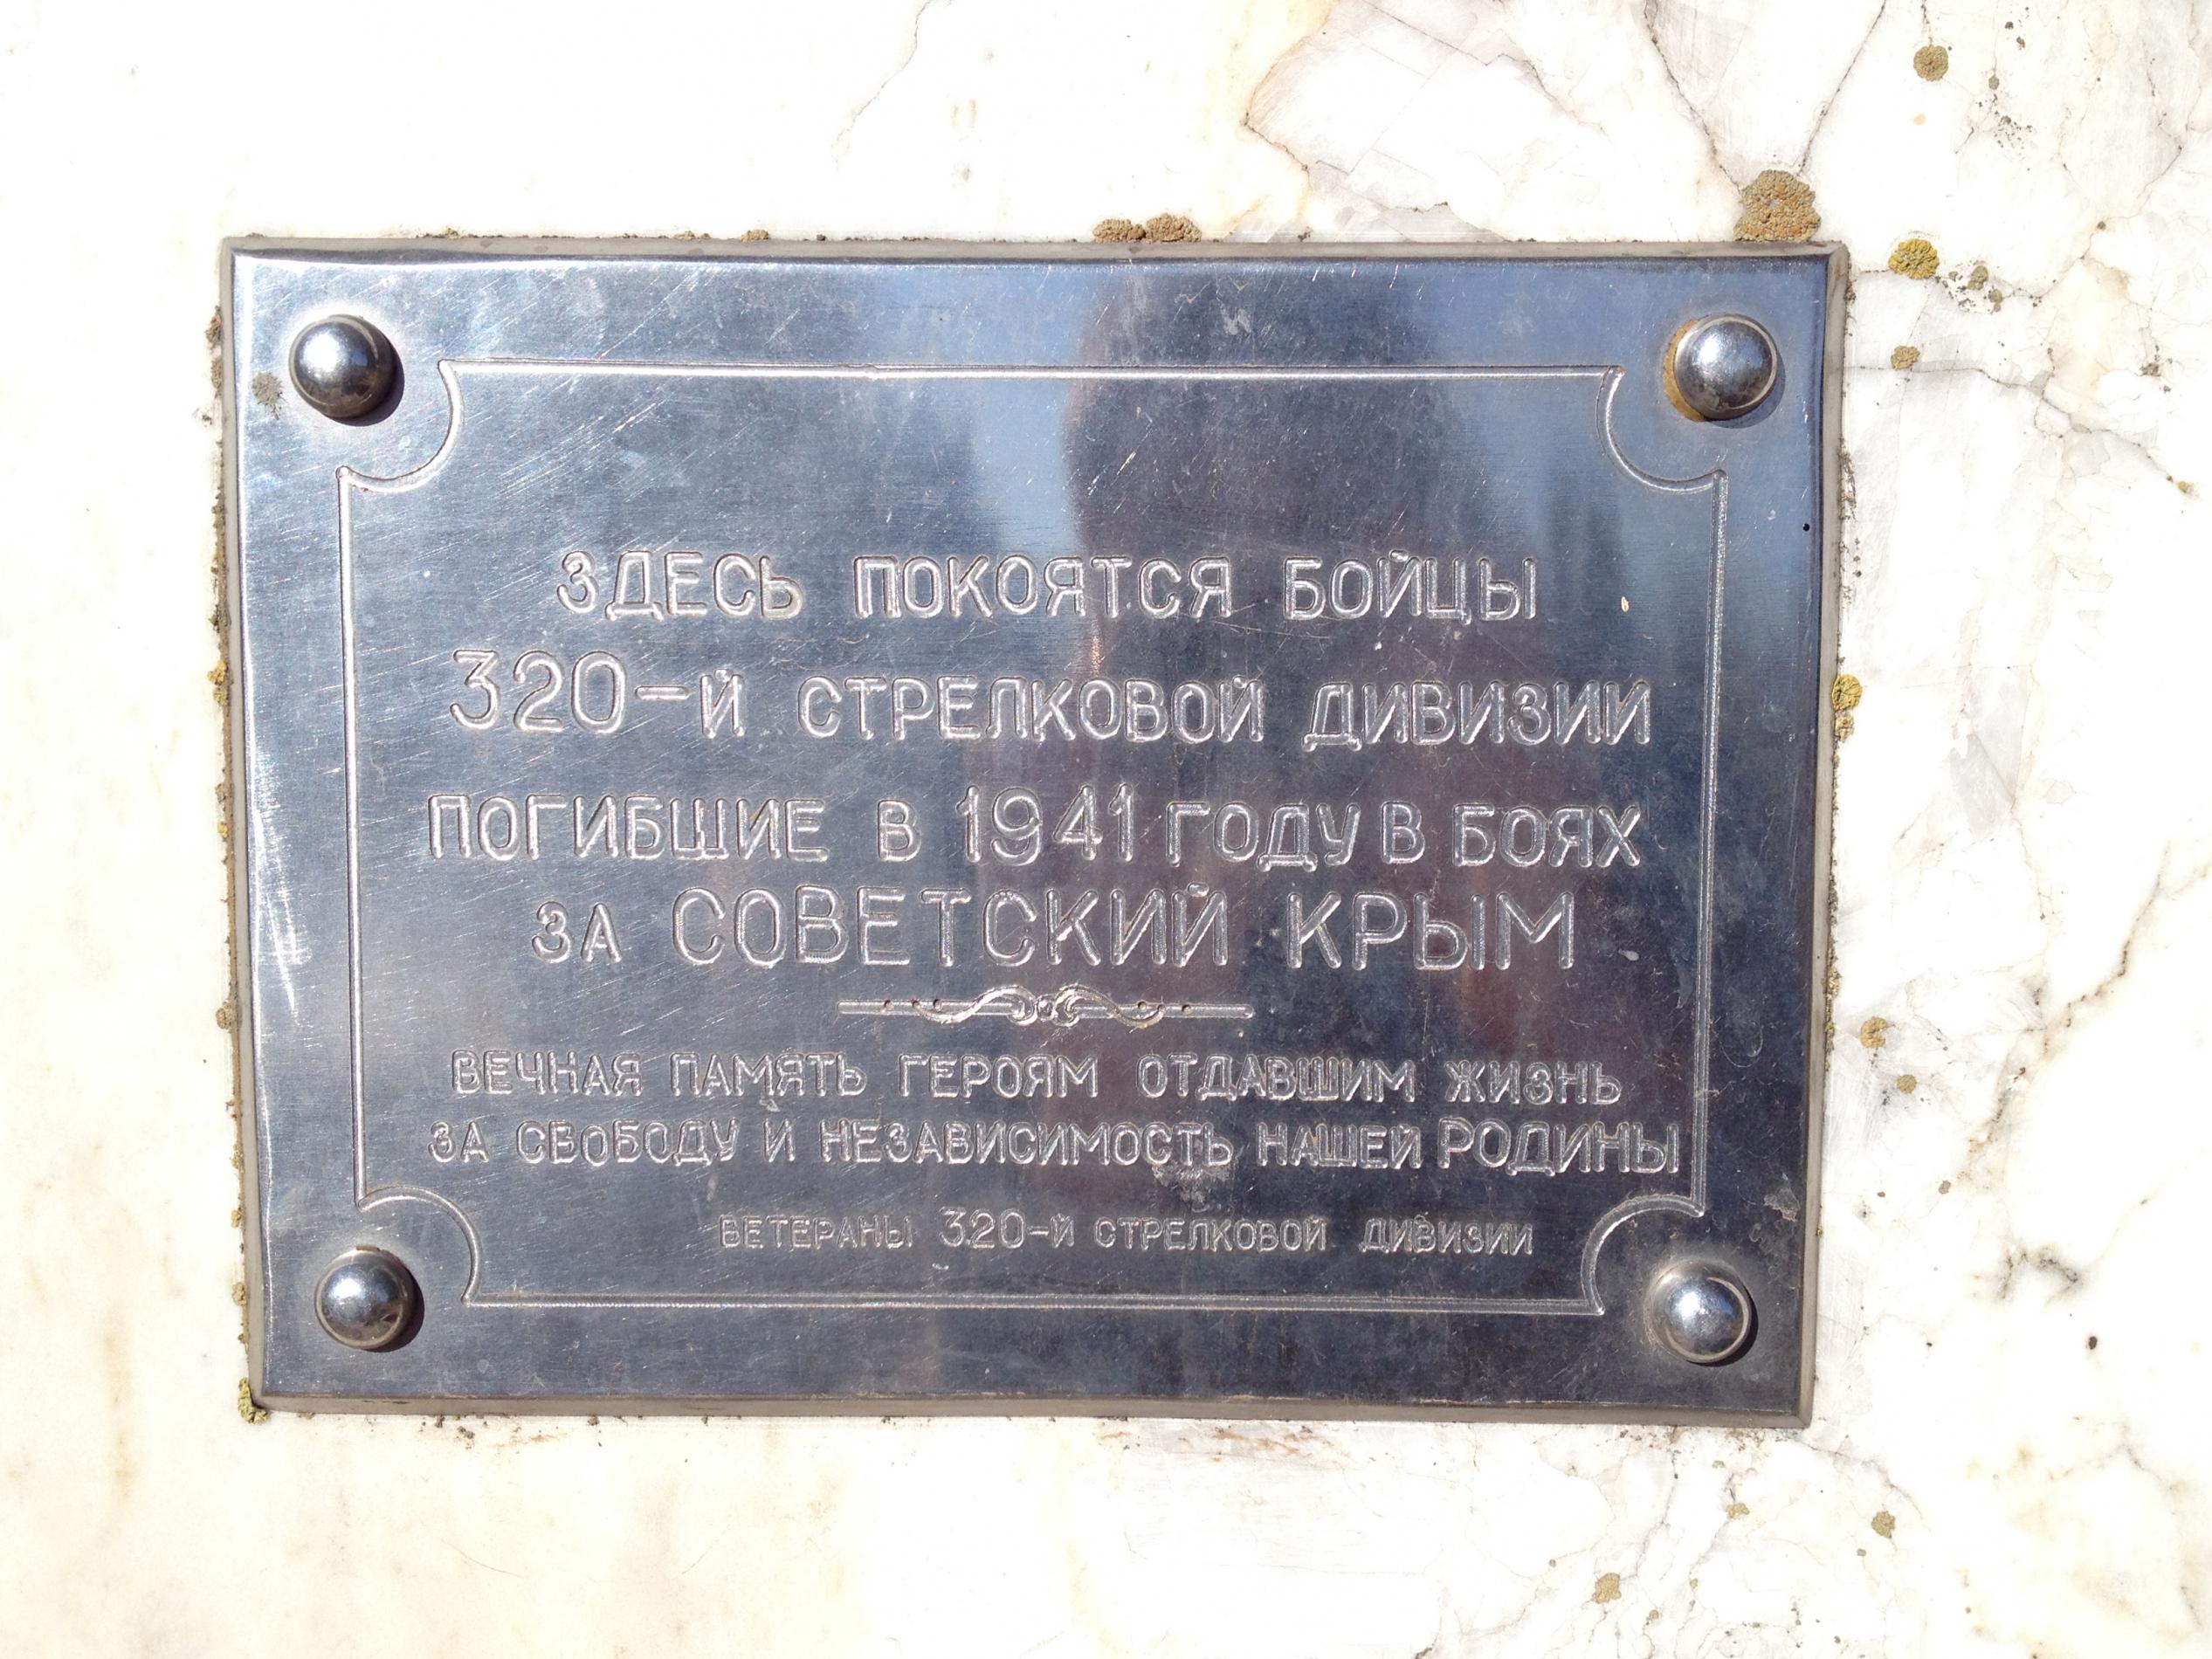 ЗДЕСЬ ПОКОЯТСЯ БОЙЦЫ
320-Й СТРЕЛКОВОЙ ДИВИЗИИ
ПОГИБШИЕ В 1941 ГОДУ В БОЯХ
ЗА СОВЕТСКИЙ КРЫМ
ВЕЧНАЯ ПАМЯТЬ ГЕРОЯМ ОТДАВШИМ ЖИЗНЬ
ЗА СВОБОДУ И НЕЗАВИСИМОСТЬ НАШЕЙ РОДИНЫ
ВЕТЕРАНЫ 320-Й СТРЕЛКОВОЙ ДИВИЗИИ